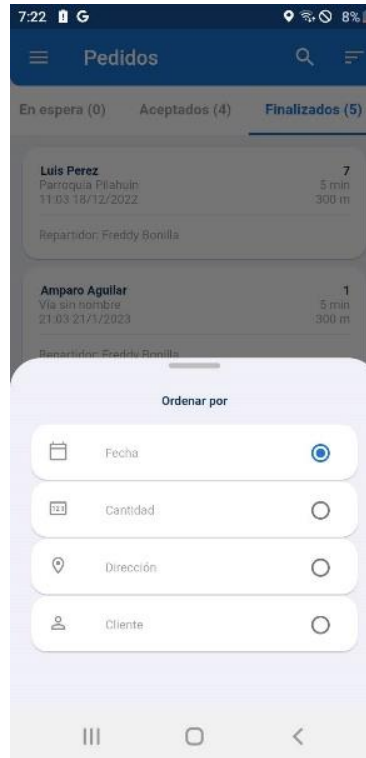 7:22 G 8%
Pedidos
En espera (0) Aceptados (4) Finalizados (5)
Luis Perez 7
Parroquia Pilahuin 5 min
11:03 18/12/2022 300 m
Repartidor: Freddy Bonilla
Amparo Aguilar 1
Via sin nombre 5 min
21:03 21/1/2023 300 m
Repartidor: Freddy Bonilla
Ordenar por
Fecha
Cantidad
Dirección
Cliente